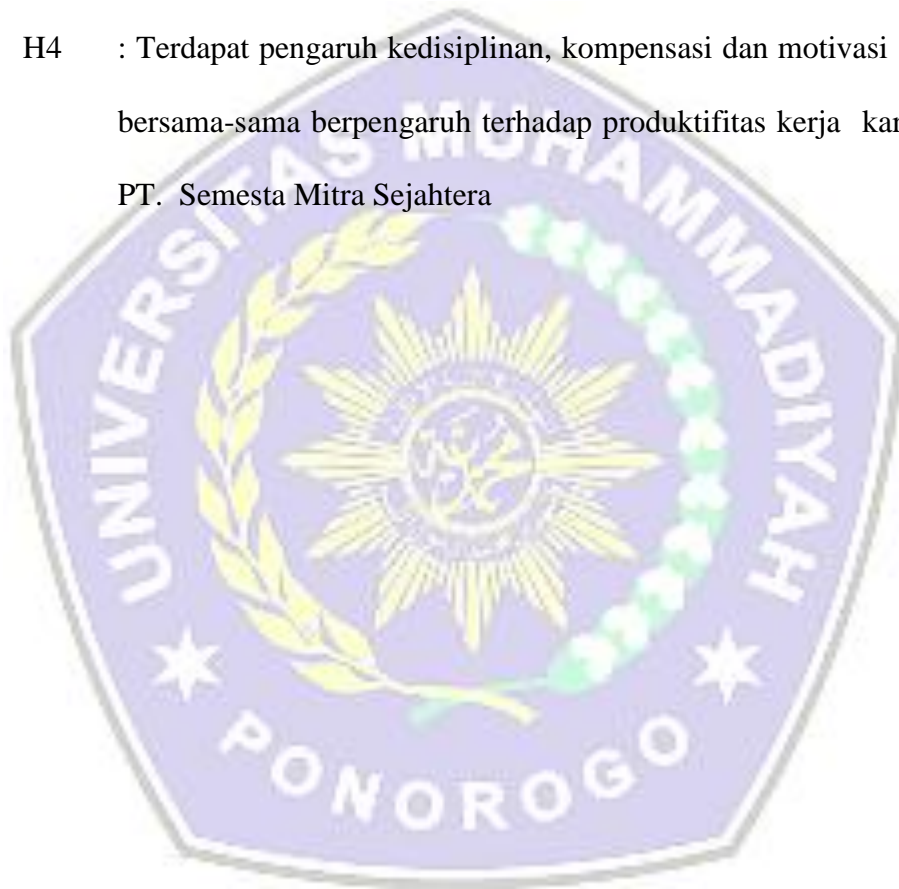 H4 : Terdapat pengaruh kedisiplinan, kompensasi dan motivasi
bersama-sama berpengaruh terhadap produktifitas kerja
PT. Semesta Mitra Sejahtera
UNIVERSITAS MUHAMMADIYAH
PONOROGO